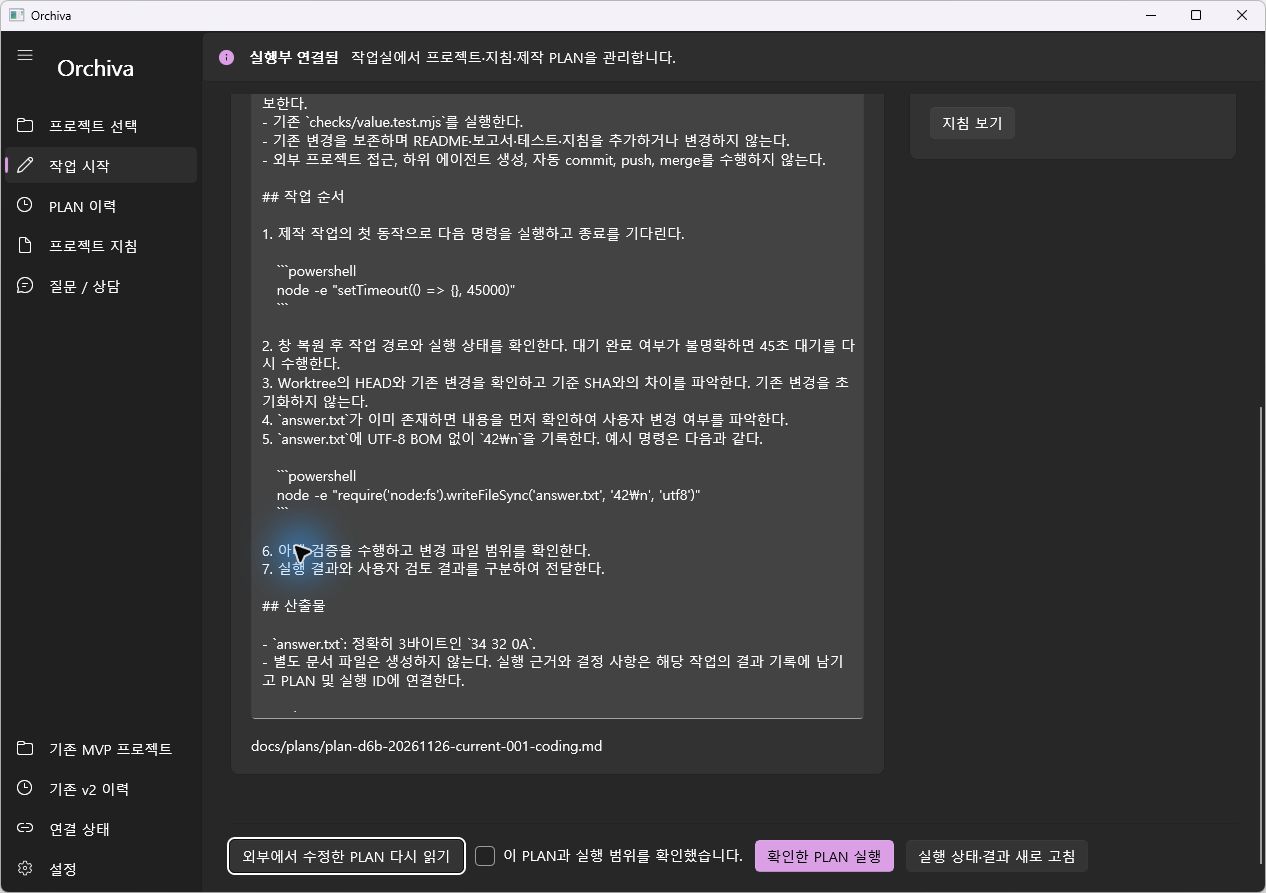 Orchiva
Orchiva
프로젝트 선택
작업 시작
PLAN 이력
프로젝트 지침
질문 / 상담
기존 MVP 프로젝트
기존 v2 이력
연결 상태
설정
실행부 연결됨 작업실에서 프로젝트·지침·제작 PLAN을 관리합니다.
보한다.
- 기존 `checks/value.test.mjs`를 실행한다.
- 기존 변경을 보존하며 README·보고서·테스트·지침을 추가하거나 변경하지 않는다.
- 외부 프로젝트 접근, 하위 에이전트 생성, 자동 commit, push, merge를 수행하지 않는다.
## 작업 순서
1. 제작 작업의 첫 동작으로 다음 명령을 실행하고 종료를 기다린다.
```powershell
node -e "setTimeout(() => {}, 45000)"
```
2. 창 복원 후 작업 경로와 실행 상태를 확인한다. 대기 완료 여부가 불명확하면 45초 대기를 다
시 수행한다.
3. Worktree의 HEAD와 기존 변경을 확인하고 기준 SHA와의 차이를 파악한다. 기존 변경을 초
기화하지 않는다.
4. `answer.txt`가 이미 존재하면 내용을 먼저 확인하여 사용자 변경 여부를 파악한다.
5. `answer.txt`에 UTF-8 BOM 없이 `42₩n`을 기록한다. 예시 명령은 다음과 같다.
```powershell
node -e "require('node:fs').writeFileSync('answer.txt', '42₩n', 'utf8')"
```
6. 아래 검증을 수행하고 변경 파일 범위를 확인한다.
7. 실행 결과와 사용자 검토 결과를 구분하여 전달한다.
## 산출물
- `answer.txt`: 정확히 3바이트인 `34 32 0A`.
- 별도 문서 파일은 생성하지 않는다. 실행 근거와 결정 사항은 해당 작업의 결과 기록에 남기
고 PLAN 및 실행 ID에 연결한다.
docs/plans/plan-d6b-20261126-current-001-coding.md
지침 보기
외부에서 수정한 PLAN 다시 읽기
이 PLAN과 실행 범위를 확인했습니다.
확인한 PLAN 실행
실행 상태·결과 새로 고침